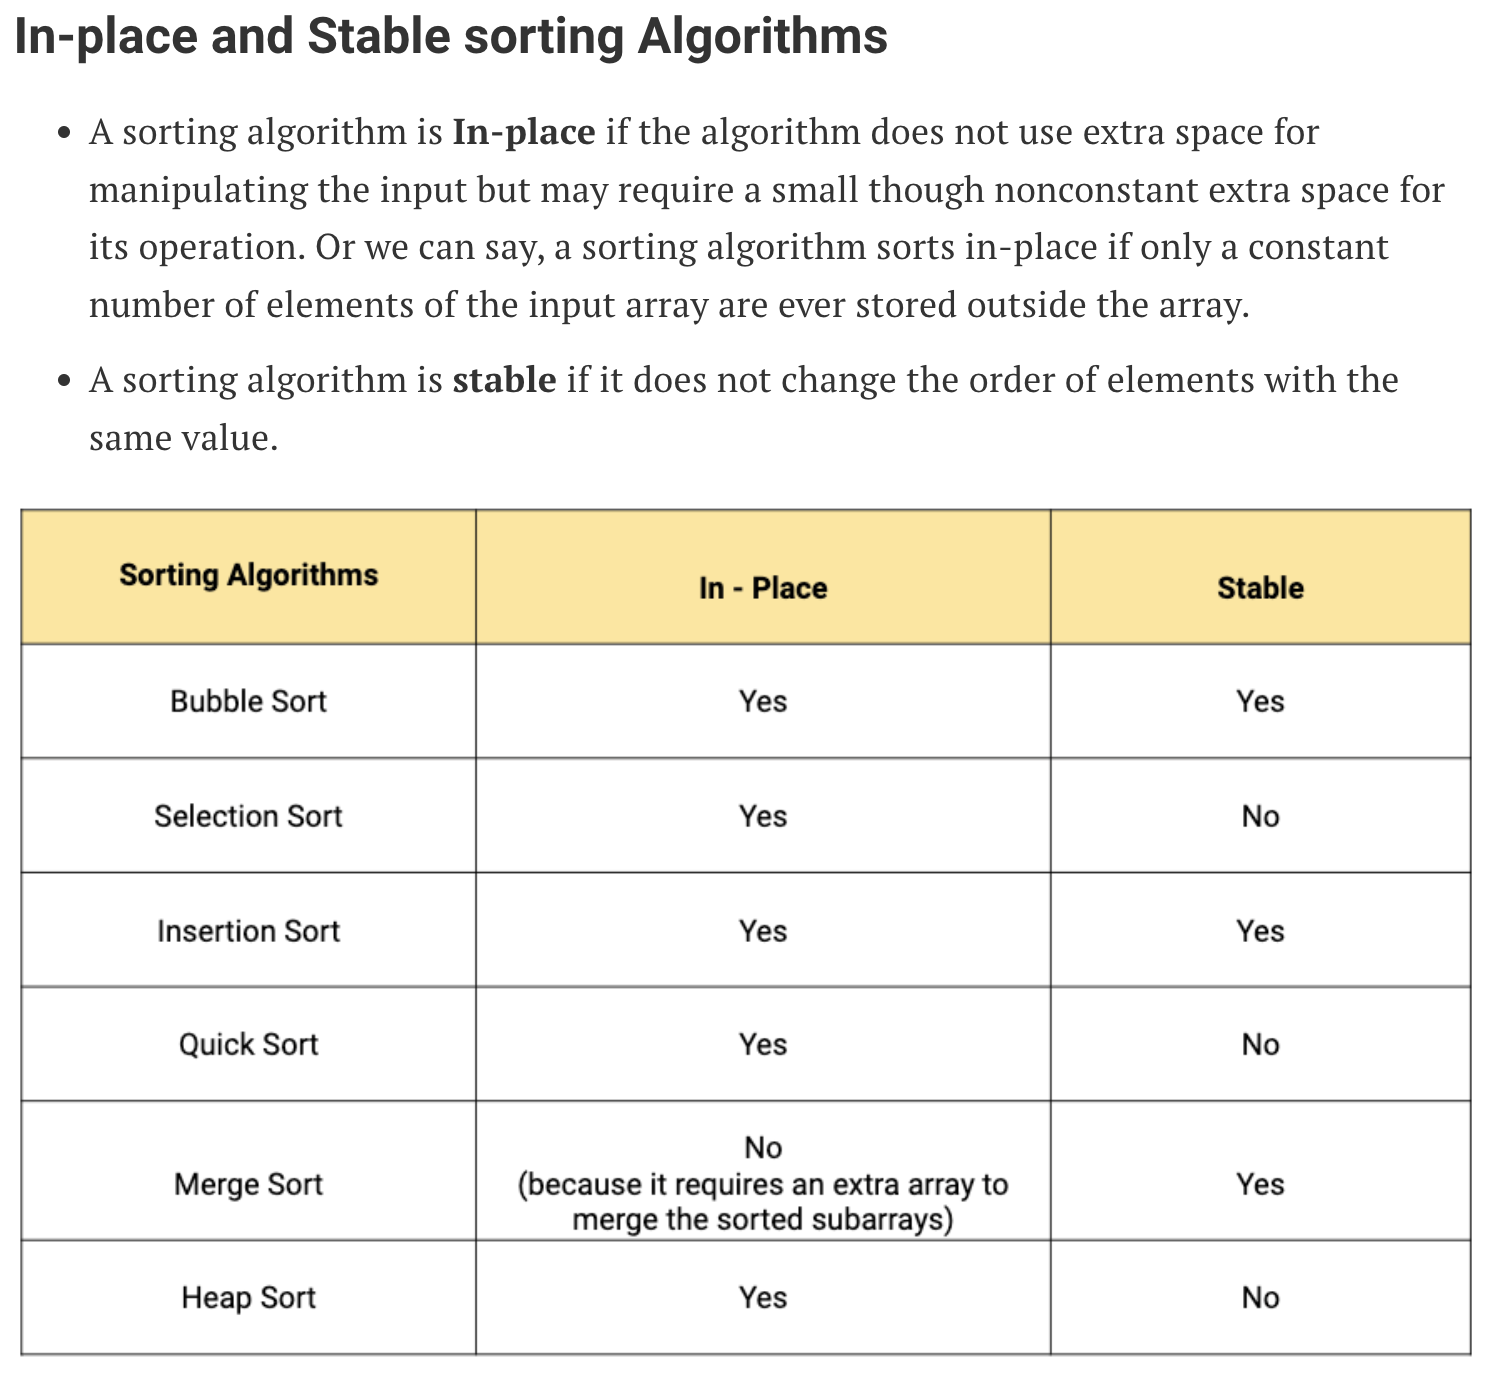 In-place and Stable sorting Algorithms
• A sorting algorithm is In-place if the algorithm does not use extra space for
manipulating the input but may require a small though nonconstant extra space for
its operation. Or we can say, a sorting algorithm sorts in-place if only a constant
number of elements of the input array are ever stored outside the array.
• A sorting algorithm is stable if it does not change the order of elements with the
same value.
Sorting Algorithms In - Place Stable
Bubble Sort Yes Yes
Selection Sort Yes No
Insertion Sort Yes Yes
Quick Sort Yes No
No
(because it requires an extra array to
Merge Sort Yes
merge the sorted subarrays)
Heap Sort Yes No